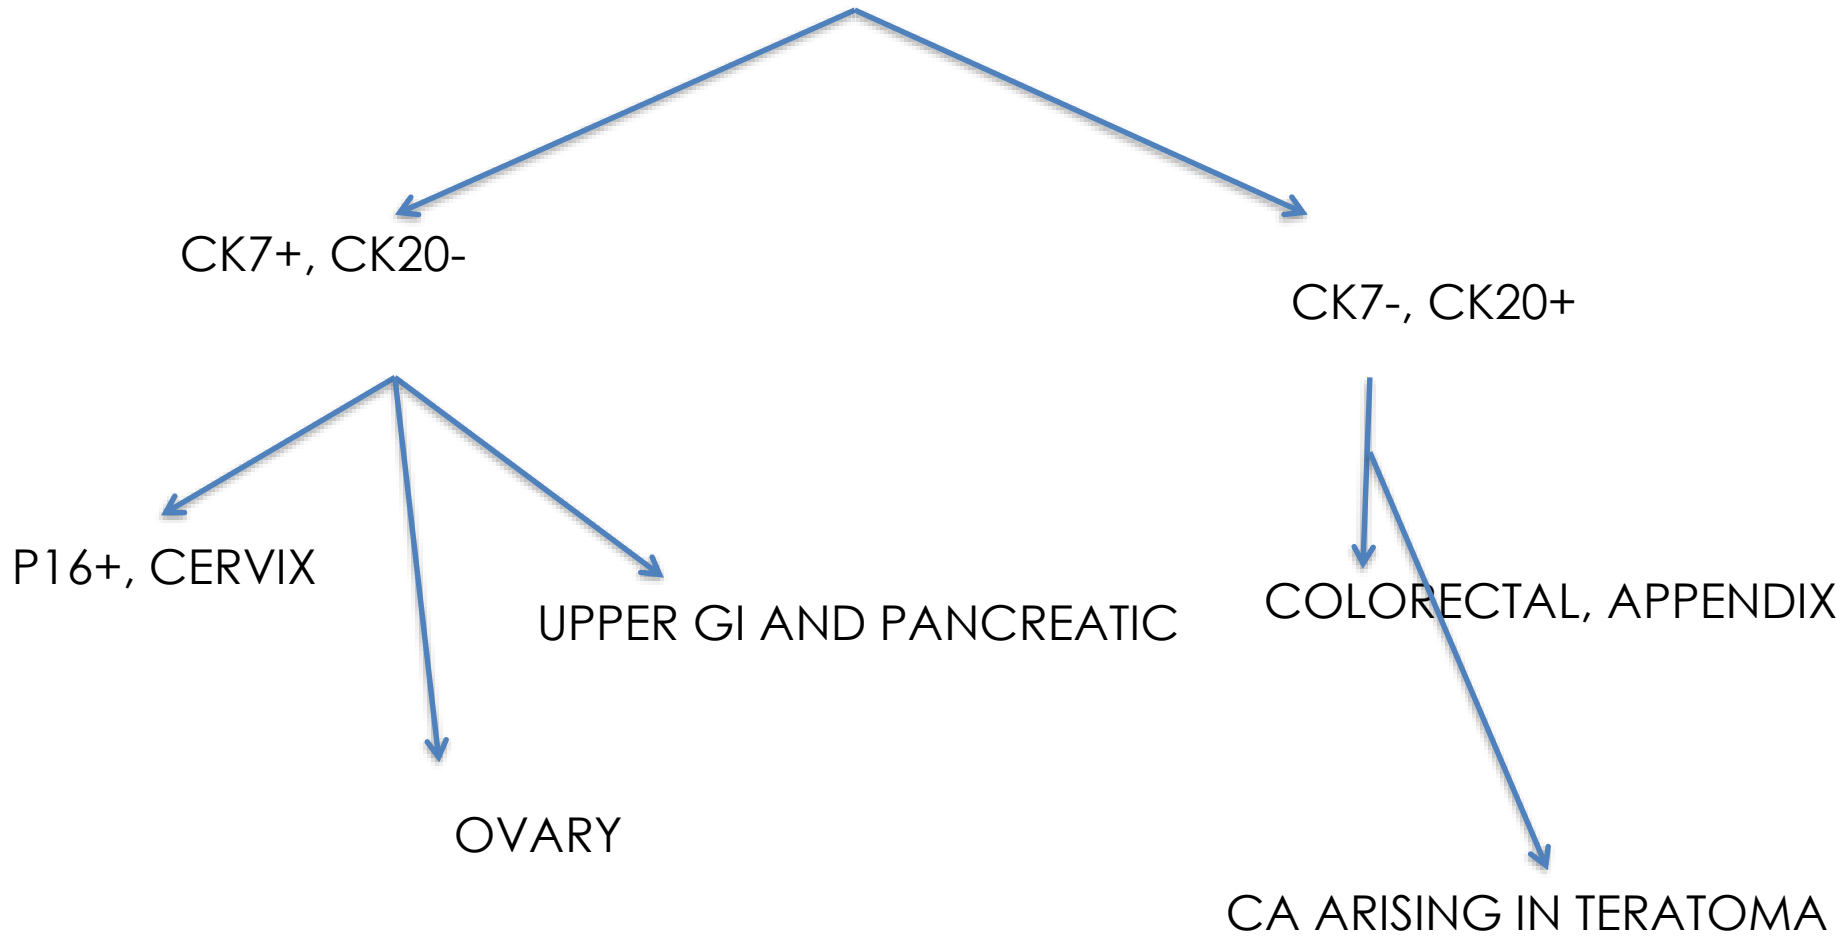 CK7+, CK20-
CK7-, CK20+
P16+, CERVIX
UPPER GI AND PANCREATIC
COLORECTAL, APPENDIX
OVARY
CA ARISING IN TERATOMA